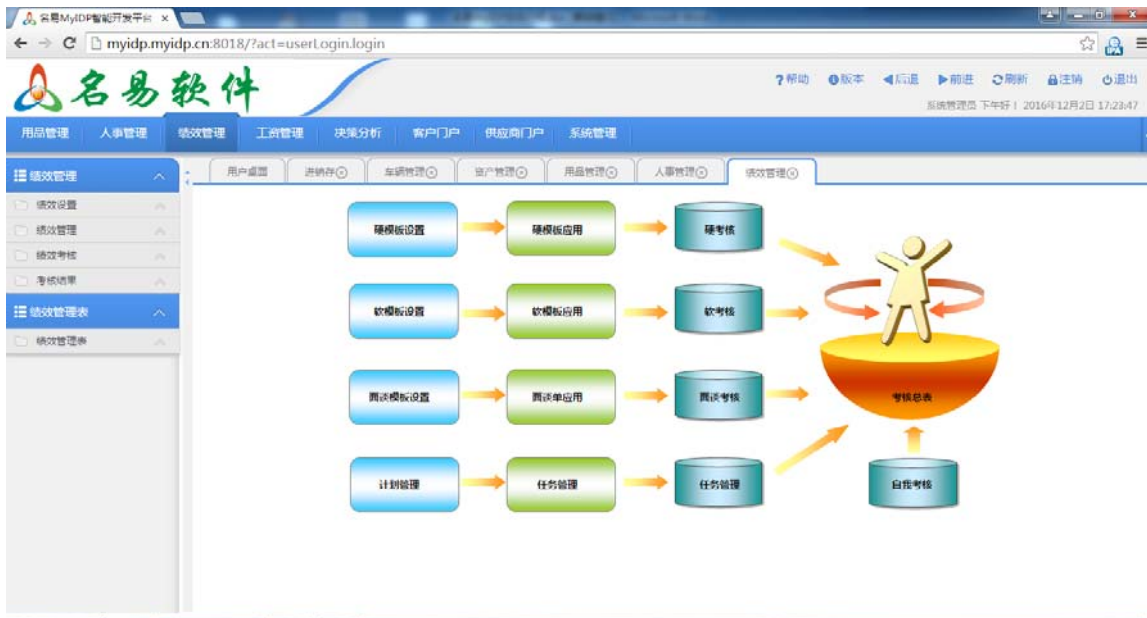 名易MyIDP智能开发平台
myidp.myidp.cn:8018/?act=userLogin.login
名易软件
?帮助 版本 后退 前进 刷新 注销 退出
系统管理员 下午好！ 2016年12月2日 17:23:47
用品管理 人事管理 绩效管理 工资管理 决策分析 客户门户 供应商门户 系统管理
用户桌面 进销存 车辆管理 资产管理 用品管理 人事管理 绩效管理
绩效管理
绩效设置
绩效管理
绩效考核
考核结果
绩效管理表
绩效管理表
硬模板设置 硬模板应用 硬考核
软模板设置 软模板应用 软考核
面谈模板设置 面谈单应用 面谈考核
考核总表
计划管理 任务管理 任务管理 自我考核